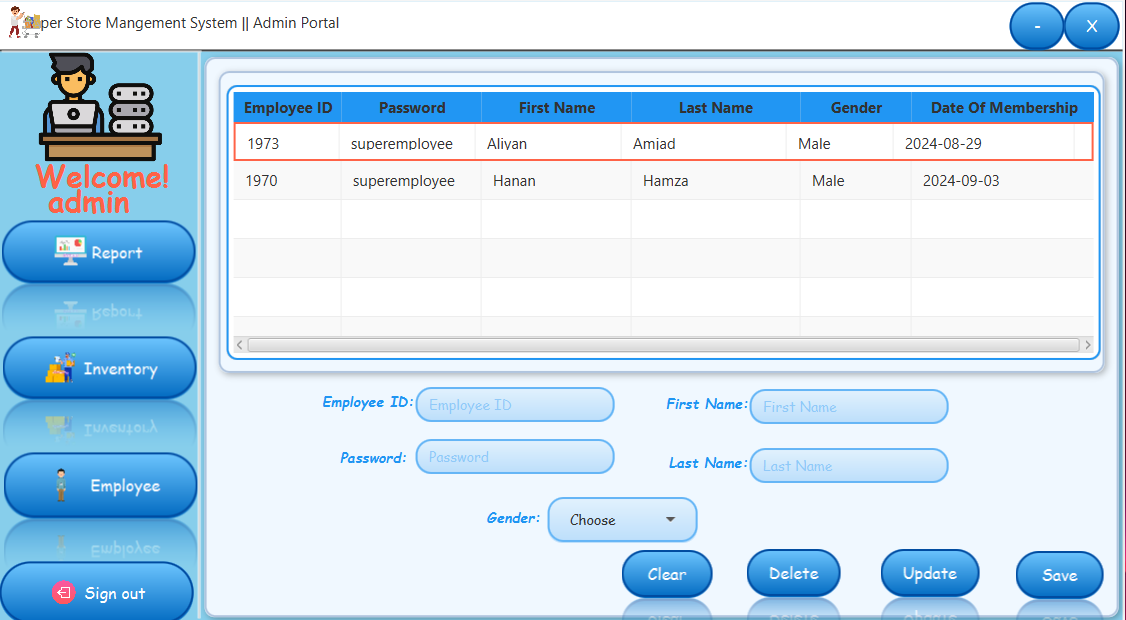 per Store Mangement System || Admin Portal
- X
Welcome!
admin
Report
Inventory
Employee
Sign out
Employee ID Password First Name Last Name Gender Date Of Membership
1973 superemployee Aliyan Amjad Male 2024-08-29
1970 superemployee Hanan Hamza Male 2024-09-03
Employee ID: Employee ID First Name: First Name
Password: Password Last Name: Last Name
Gender: Choose
Clear Delete Update Save